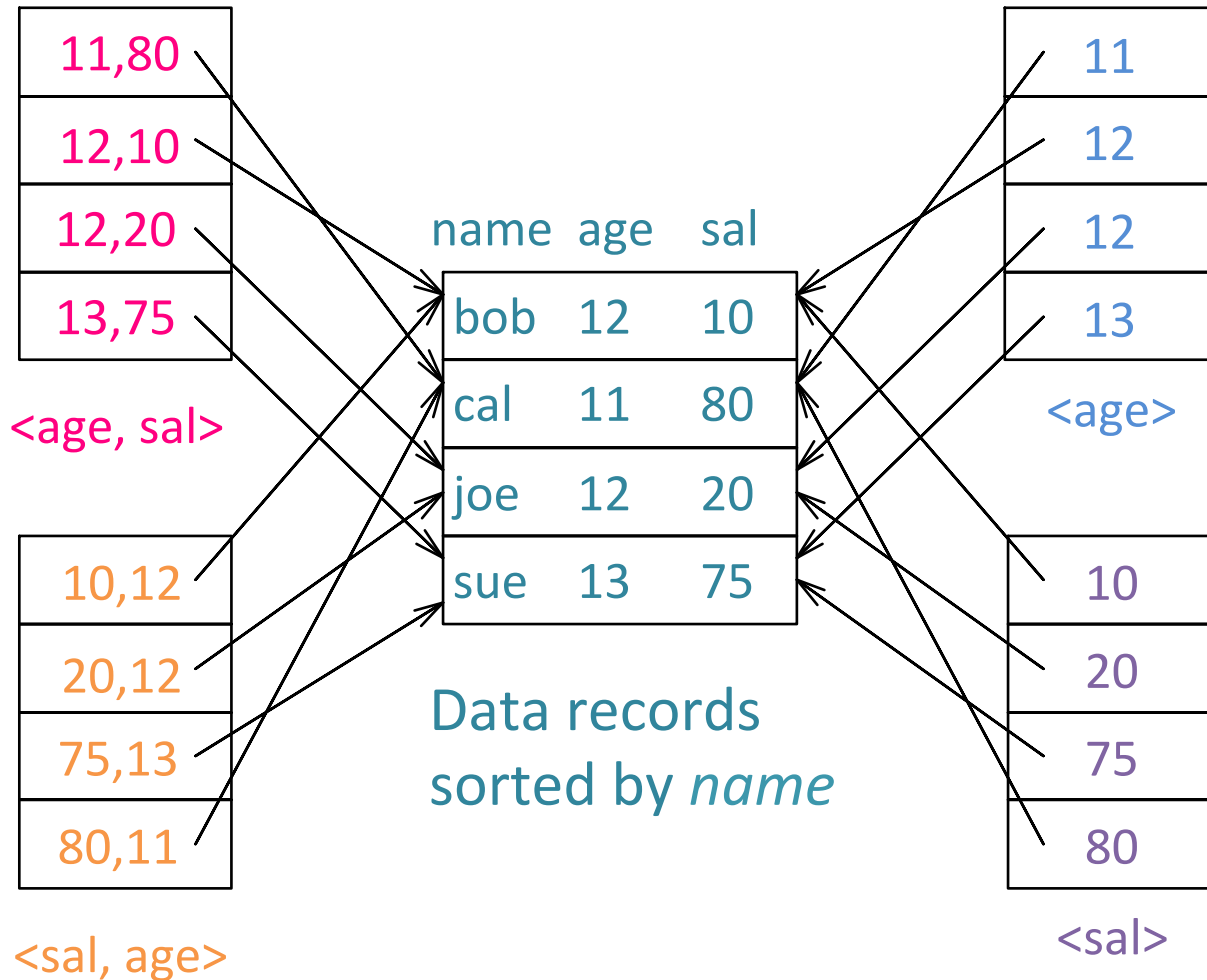 11,80
12,10
12,20
13,75
<age, sal>
10,12
20,12
75,13
80,11
<sal, age>
name age sal
bob 12 10
cal 11 80
joe 12 20
sue 13 75
Data records
sorted by name
11
12
12
13
<age>
10
20
75
80
<sal>